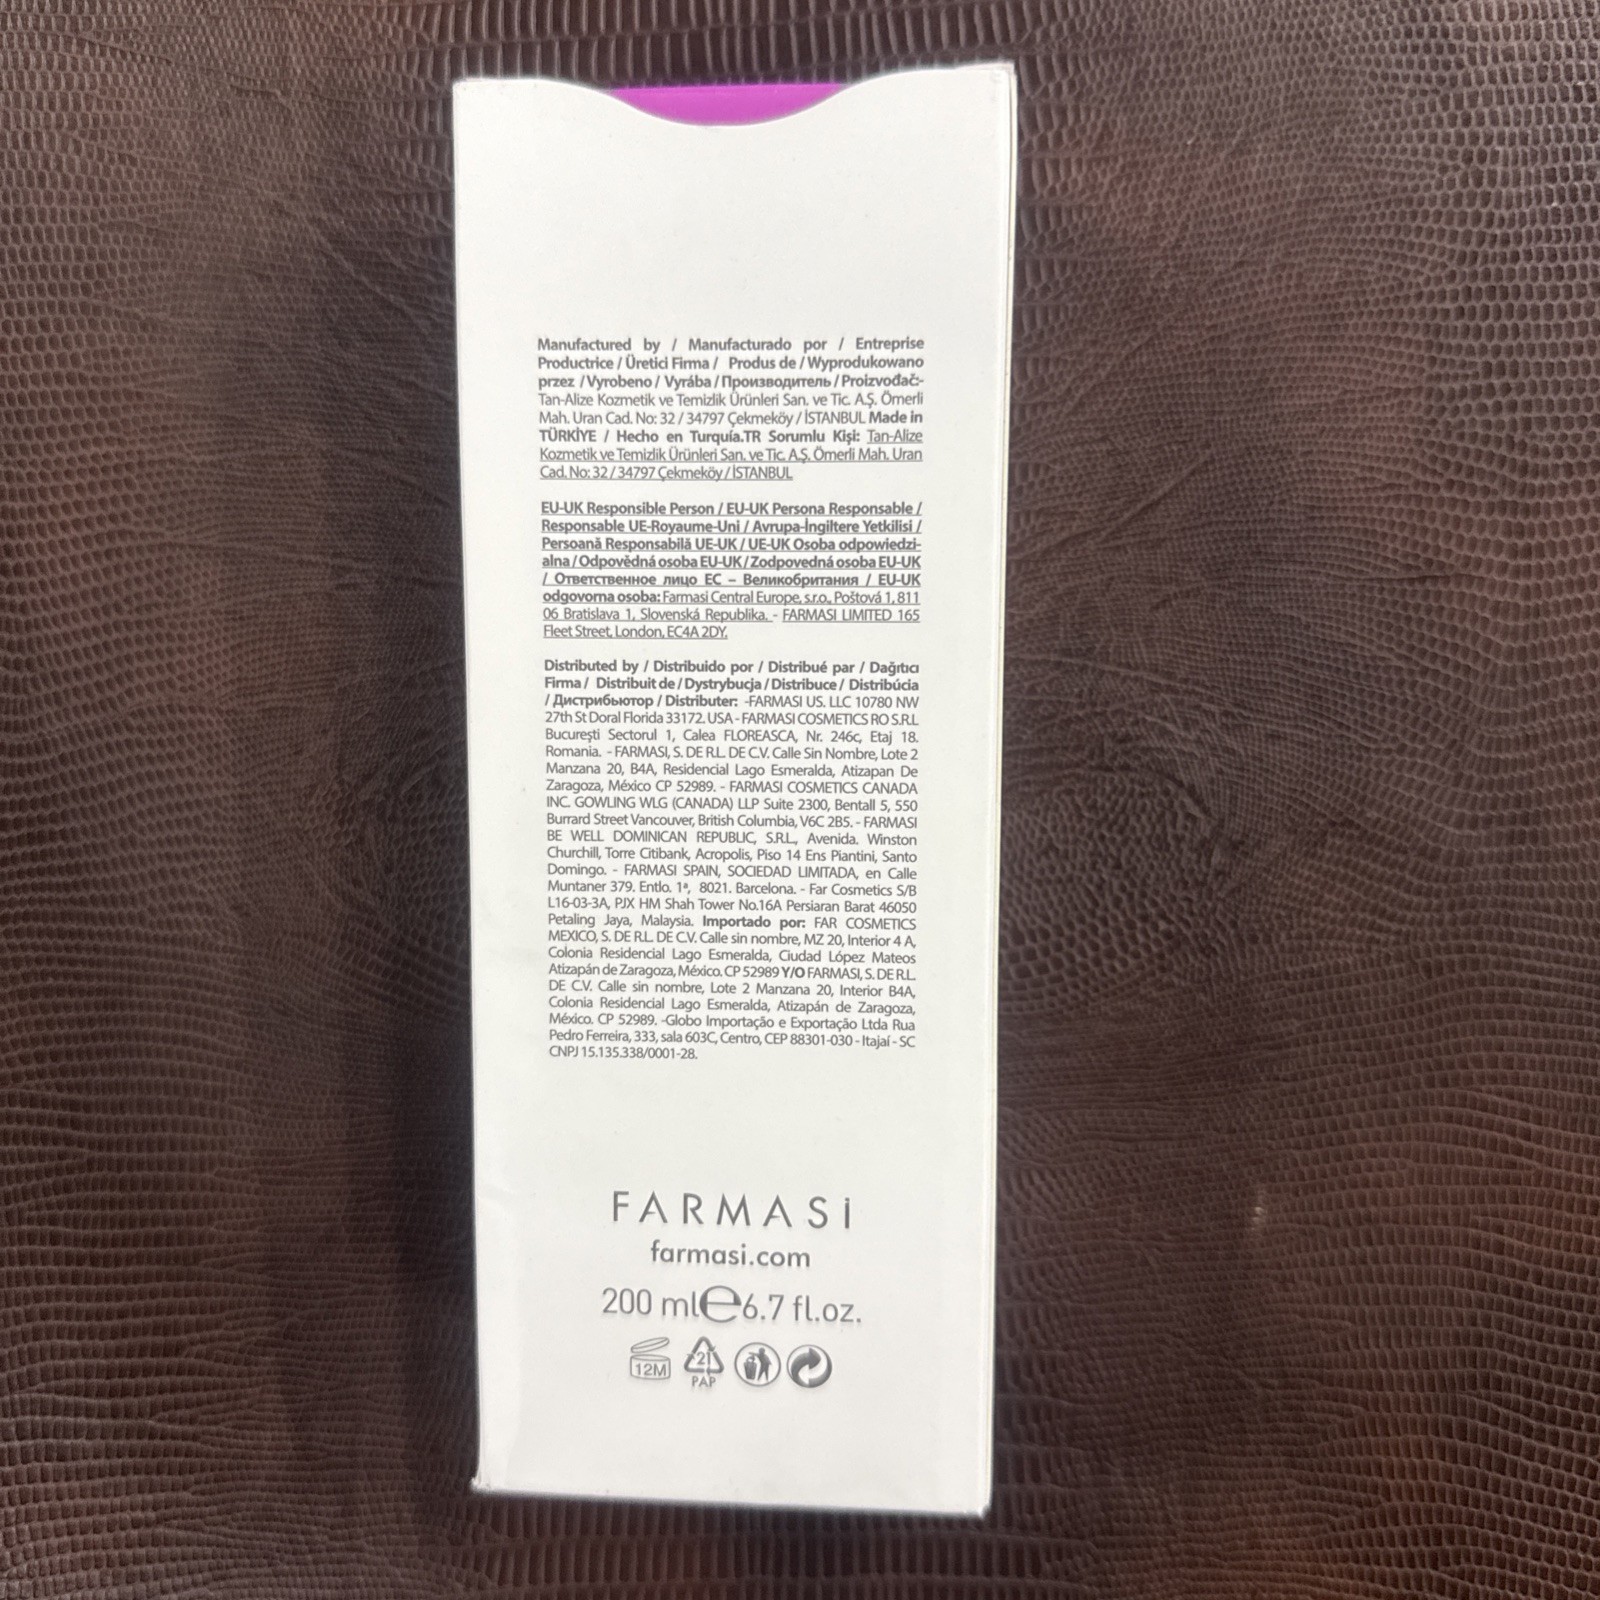 Manufactured by / Manufacturado por / Entreprise
Productrice / Üretici Firma / Produs de / Wyprodukowano
przez / Vyrobeno / Vyrába / Производитель / Proizvođač:-
Tan-Alize Kozmetik ve Temizlik Ürünleri San. ve Tic. A.Ş. Ömerli
Mah. Uran Cad. No: 32 / 34797 Çekmeköy / İSTANBUL Made in
TÜRKİYE / Hecho en Turquía.TR Sorumlu Kişi: Tan-Alize
Kozmetik ve Temizlik Ürünleri San. ve Tic. A.Ş. Ömerli Mah. Uran
Cad. No: 32 / 34797 Çekmeköy / İSTANBUL
EU-UK Responsible Person / EU-UK Persona Responsable /
Responsable UE-Royaume-Uni / Avrupa-İngiltere Yetkilisi /
Persoană Responsabilă UE-UK / UE-UK Osoba odpowiedzi-
alna / Odpovědná osoba EU-UK / Zodpovedná osoba EU-UK
/ Ответственное лицо ЕС – Великобритания / EU-UK
odgovorna osoba: Farmasi Central Europe, s.r.o., Poštová 1, 811
06 Bratislava 1, Slovenská Republika. - FARMASI LIMITED 165
Fleet Street, London, EC4A 2DY.
Distributed by / Distribuido por / Distribué par / Dağıtıcı
Firma / Distribuit de / Dystrybucja / Distribuce / Distribúcia
/ Дистрибьютор / Distributer: -FARMASI US. LLC 10780 NW
27th St Doral Florida 33172. USA - FARMASI COSMETICS RO S.R.L
Bucureşti Sectorul 1, Calea FLOREASCA, Nr. 246c, Etaj 18.
Romania. - FARMASI, S. DE R.L. DE C.V. Calle Sin Nombre, Lote 2
Manzana 20, B4A, Residencial Lago Esmeralda, Atizapan De
Zaragoza, México CP 52989. - FARMASI COSMETICS CANADA
INC. GOWLING WLG (CANADA) LLP Suite 2300, Bentall 5, 550
Burrard Street Vancouver, British Columbia, V6C 2B5. - FARMASI
BE WELL DOMINICAN REPUBLIC, S.R.L., Avenida. Winston
Churchill, Torre Citibank, Acropolis, Piso 14 Ens Piantini, Santo
Domingo. - FARMASI SPAIN, SOCIEDAD LIMITADA, en Calle
Muntaner 379. Entlo. 1ª, 8021. Barcelona. - Far Cosmetics S/B
L16-03-3A, PJX HM Shah Tower No.16A Persiaran Barat 46050
Petaling Jaya, Malaysia. Importado por: FAR COSMETICS
MEXICO, S. DE R.L. DE C.V. Calle sin nombre, MZ 20, Interior 4 A,
Colonia Residencial Lago Esmeralda, Ciudad López Mateos
Atizapán de Zaragoza, México. CP 52989 Y/O FARMASI, S. DE R.L.
DE C.V. Calle sin nombre, Lote 2 Manzana 20, Interior B4A,
Colonia Residencial Lago Esmeralda, Atizapán de Zaragoza,
México. CP 52989. -Globo Importação e Exportação Ltda Rua
Pedro Ferreira, 333, sala 603C, Centro, CEP 88301-030 - Itajaí - SC
CNPJ 15.135.338/0001-28.
FARMASİ
farmasi.com
200 ml ℮ 6.7 fl.oz.
12M 21
PAP